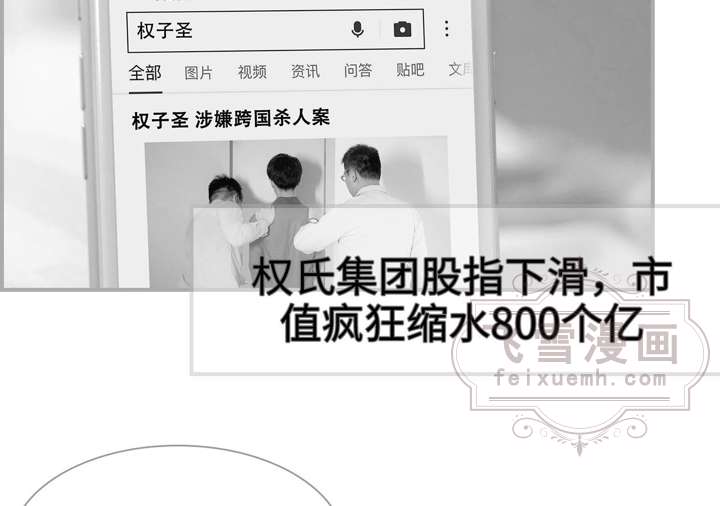 权子圣
全部 图片 视频 资讯 问答 贴吧 文库
权子圣 涉嫌跨国杀人案
权氏集团股指下滑，市
值疯狂缩水800个亿
飞雪漫画
feixuemh.com